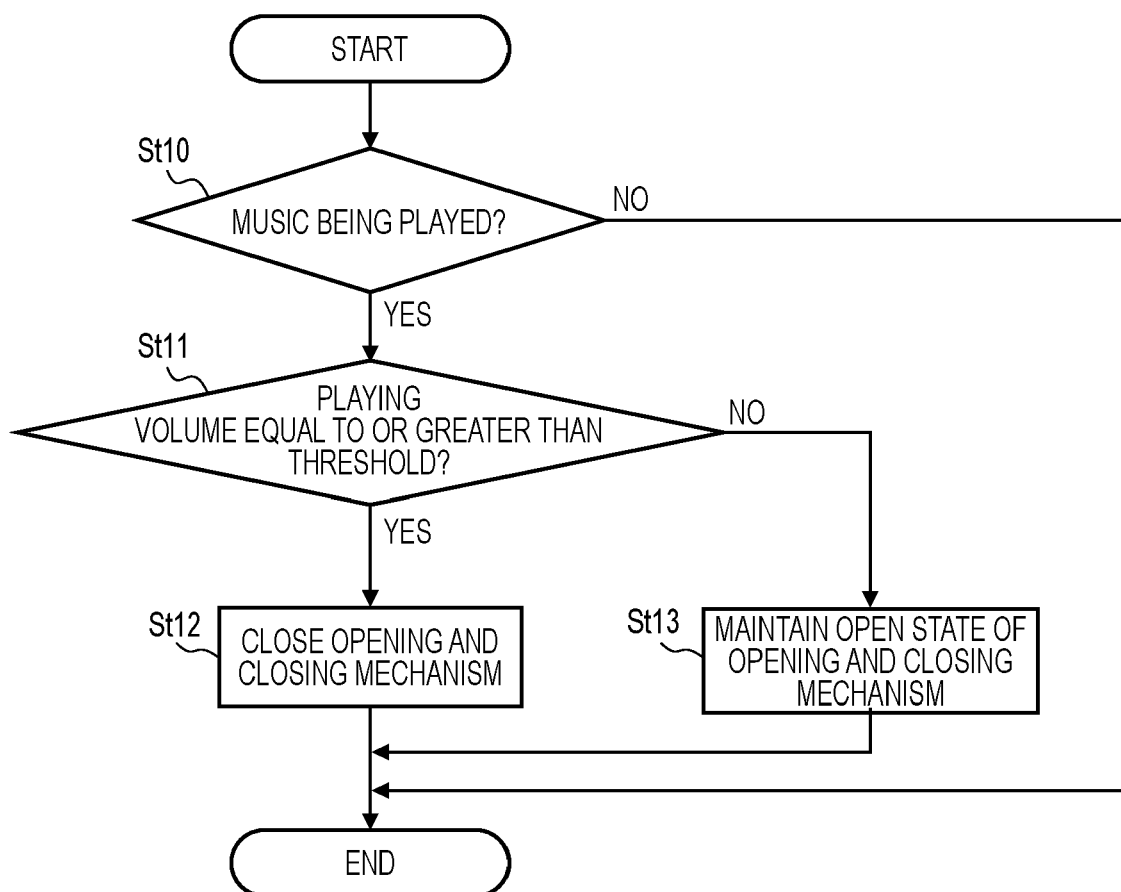 START
St10
MUSIC BEING PLAYED?
NO
YES
St11
PLAYING
VOLUME EQUAL TO OR GREATER THAN
THRESHOLD?
NO
YES
St12
CLOSE OPENING AND
CLOSING MECHANISM
St13
MAINTAIN OPEN STATE OF
OPENING AND CLOSING
MECHANISM
END